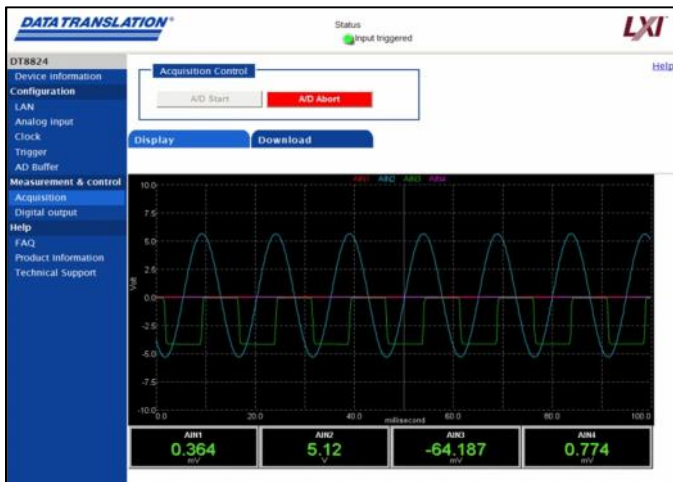 DATA TRANSLATION®
Status
Input triggered
LXI
DT8824
Device information
Configuration
LAN
Analog input
Clock
Trigger
AD Buffer
Measurement & control
Acquisition
Digital output
Help
FAQ
Product Information
Technical Support
Help
Acquisition Control
A/D Start
A/D Abort
Display
Download
AIN1 AIN2 AIN3 AIN4
10.0
7.5
5.0
2.5
0.0
-2.5
-5.0
-7.5
-10.0
Volt
0.0 20.0 40.0 60.0 80.0 100.0
millisecond
AIN1
0.364
mV
AIN2
5.12
V
AIN3
-64.187
mV
AIN4
0.774
mV